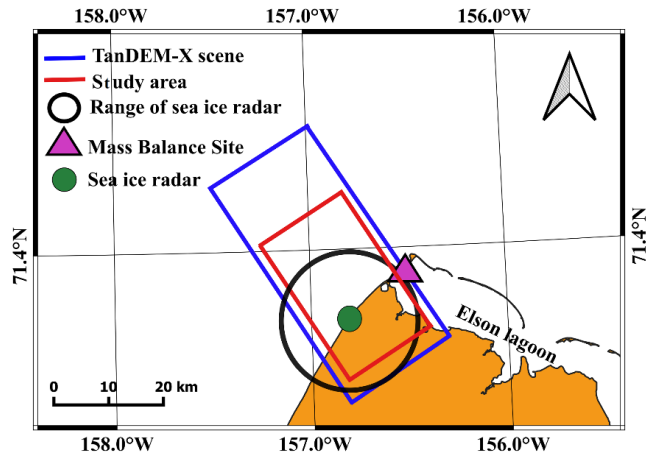 158.0°W 157.0°W 156.0°W
TanDEM-X scene
Study area
Range of sea ice radar
Mass Balance Site
Sea ice radar
71.4°N
71.4°N
Elson lagoon
0 10 20 km
158.0°W 157.0°W 156.0°W